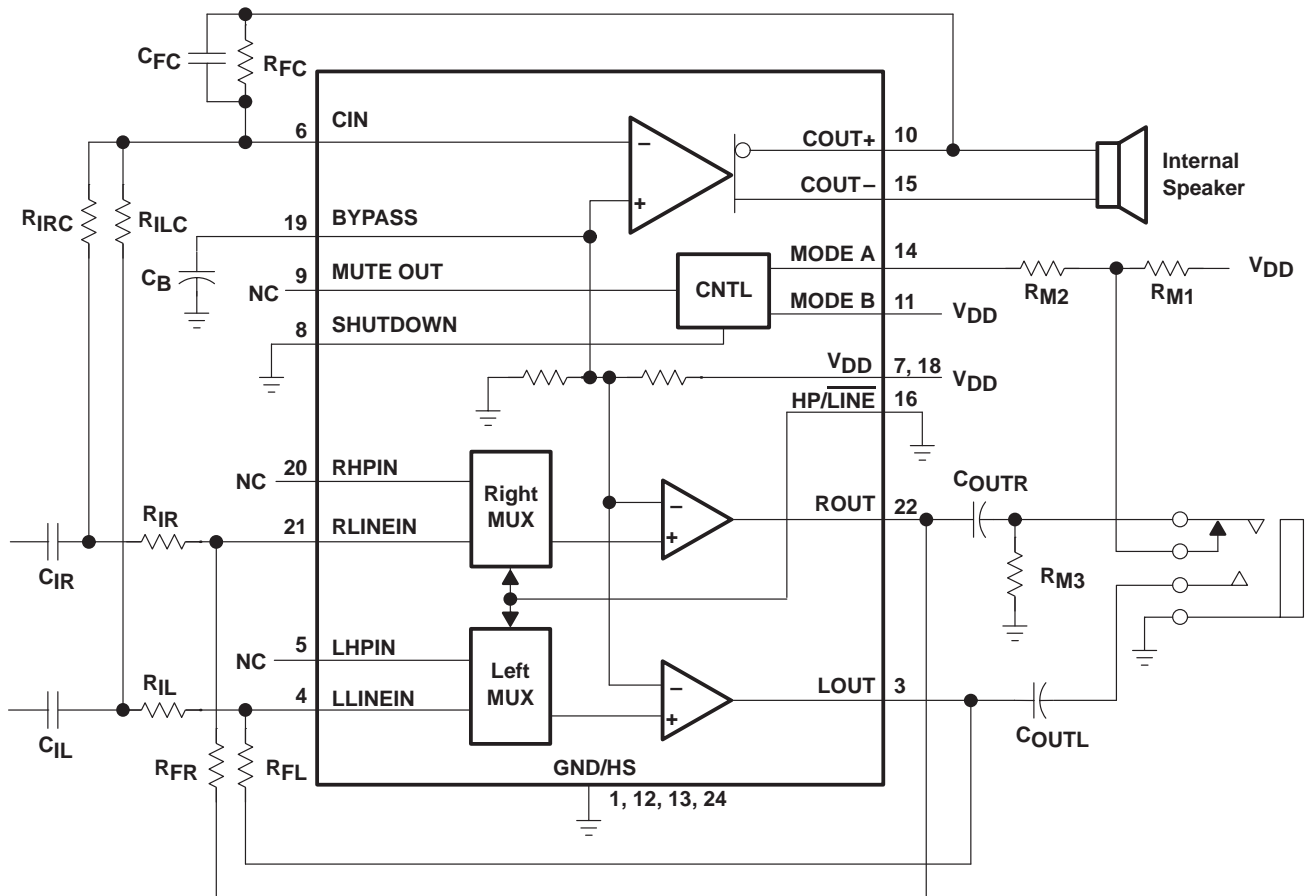 CFC
RFC
6 CIN
COUT+ 10
COUT− 15
Internal
Speaker
RIRC
RILC
19 BYPASS
CB
NC 9 MUTE OUT
CNTL
MODE A 14
MODE B 11 VDD
RM2
RM1
VDD
8 SHUTDOWN
VDD 7, 18 VDD
HP/LINE 16
NC 20 RHPIN
Right
MUX
ROUT 22
COUTR
RIR
21 RLINEIN
−
+
CIR
RM3
NC 5 LHPIN
Left
MUX
RIL
4 LLINEIN
−
+
LOUT 3
CIL
COUTL
RFR
RFL
GND/HS
1, 12, 13, 24
−
+